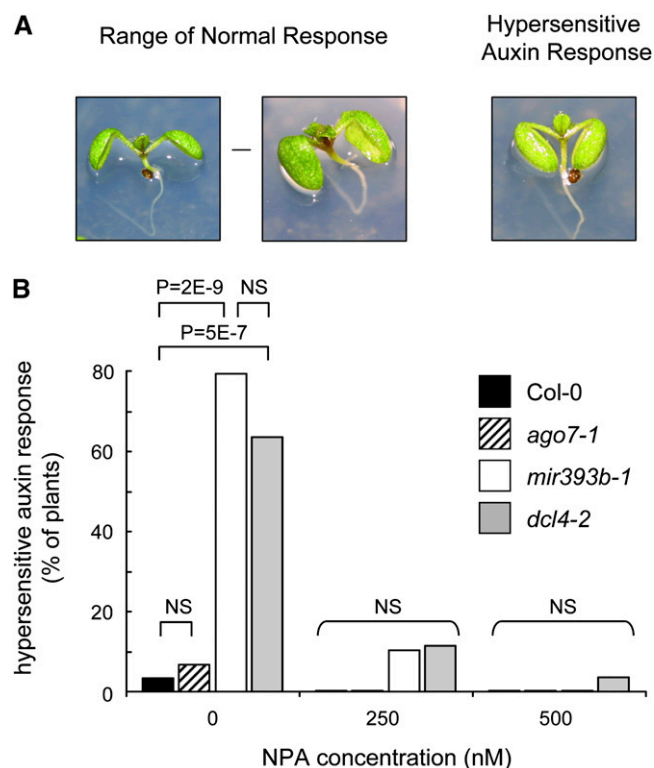 A
Range of Normal Response
Hypersensitive
Auxin Response
–
B
P=2E-9
NS
P=5E-7
80
60
40
20
0
hypersensitive auxin response
(% of plants)
NS
NS
NS
Col-0
ago7-1
mir393b-1
dcl4-2
0
250
500
NPA concentration (nM)